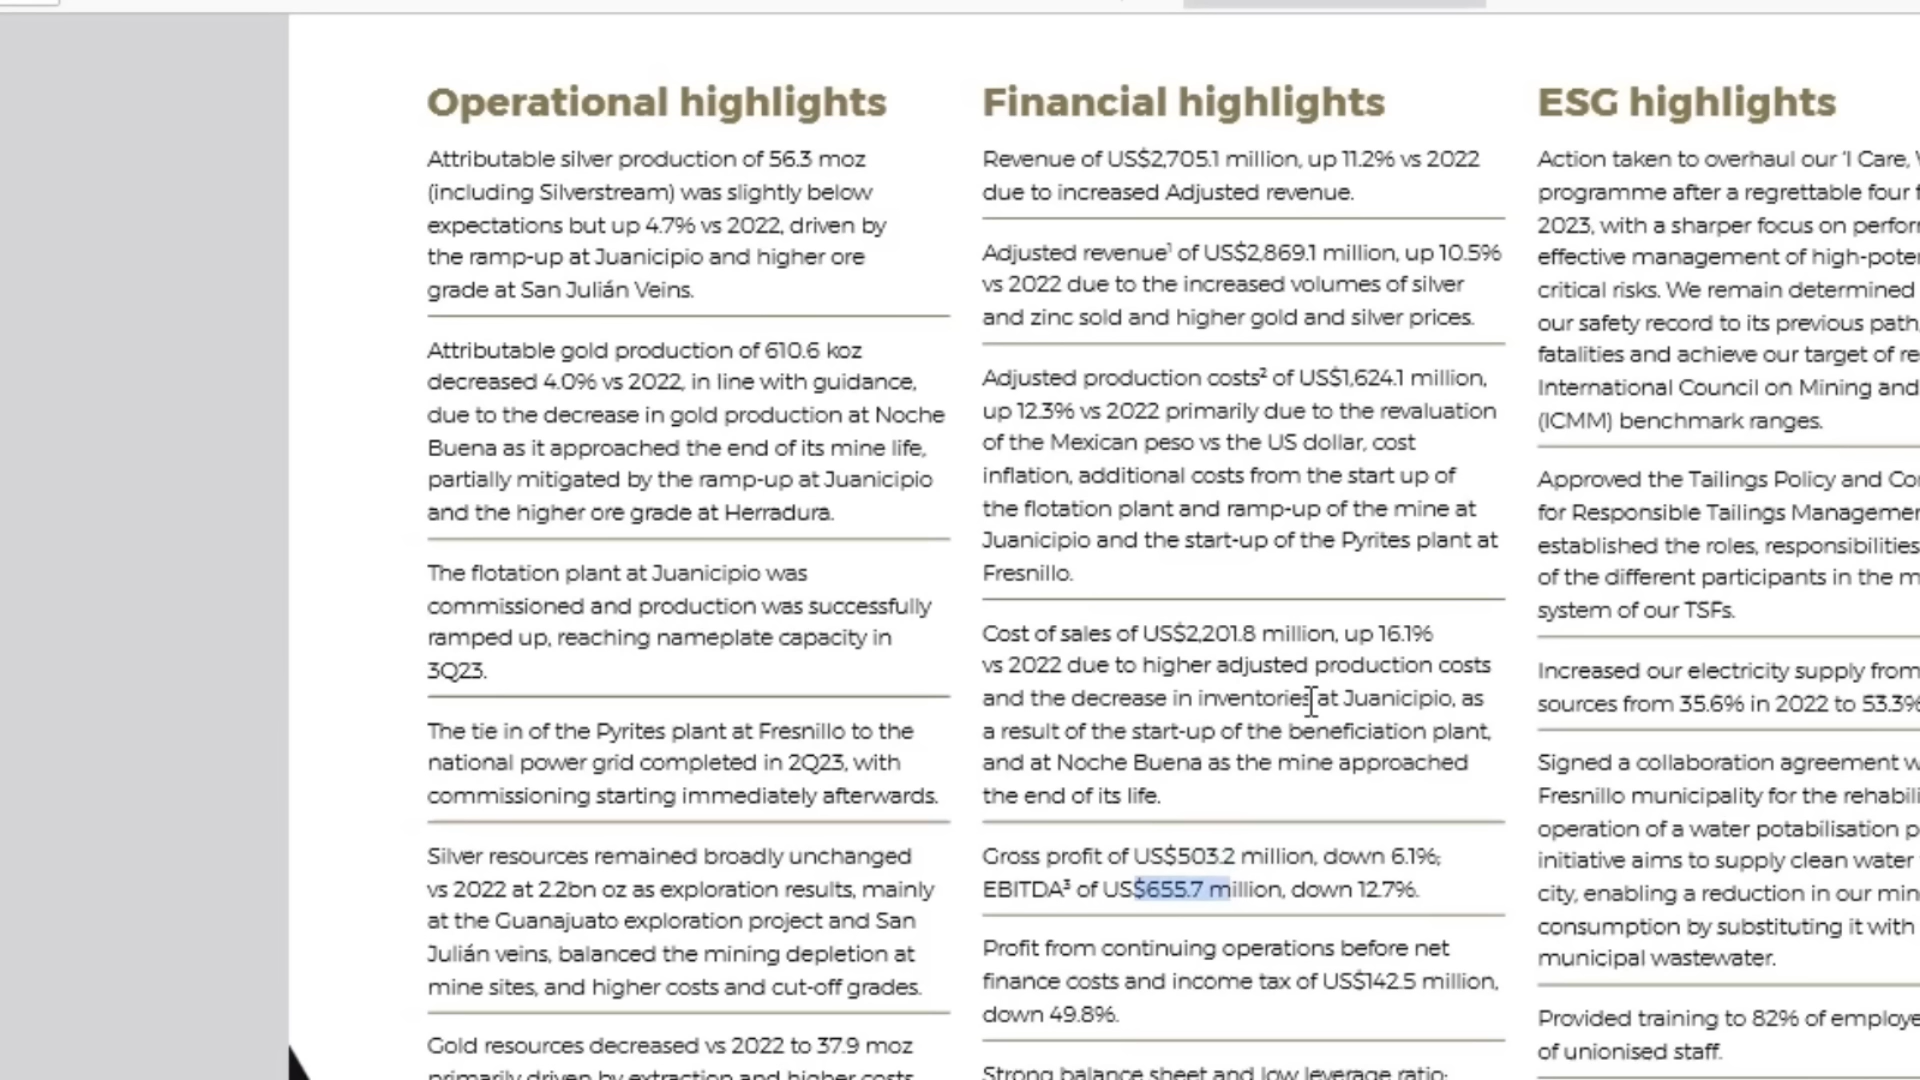 Operational highlights
Attributable silver production of 56.3 moz
(including Silverstream) was slightly below
expectations but up 4.7% vs 2022, driven by
the ramp-up at Juanicipio and higher ore
grade at San Julián Veins.
Attributable gold production of 610.6 koz
decreased 4.0% vs 2022, in line with guidance,
due to the decrease in gold production at Noche
Buena as it approached the end of its mine life,
partially mitigated by the ramp-up at Juanicipio
and the higher ore grade at Herradura.
The flotation plant at Juanicipio was
commissioned and production was successfully
ramped up, reaching nameplate capacity in
3Q23.
The tie in of the Pyrites plant at Fresnillo to the
national power grid completed in 2Q23, with
commissioning starting immediately afterwards.
Silver resources remained broadly unchanged
vs 2022 at 2.2bn oz as exploration results, mainly
at the Guanajuato exploration project and San
Julián veins, balanced the mining depletion at
mine sites, and higher costs and cut-off grades.
Gold resources decreased vs 2022 to 37.9 moz
primarily driven by extraction and higher costs
Financial highlights
Revenue of US$2,705.1 million, up 11.2% vs 2022
due to increased Adjusted revenue.
Adjusted revenue¹ of US$2,869.1 million, up 10.5%
vs 2022 due to the increased volumes of silver
and zinc sold and higher gold and silver prices.
Adjusted production costs² of US$1,624.1 million,
up 12.3% vs 2022 primarily due to the revaluation
of the Mexican peso vs the US dollar, cost
inflation, additional costs from the start up of
the flotation plant and ramp-up of the mine at
Juanicipio and the start-up of the Pyrites plant at
Fresnillo.
Cost of sales of US$2,201.8 million, up 16.1%
vs 2022 due to higher adjusted production costs
and the decrease in inventories at Juanicipio, as
a result of the start-up of the beneficiation plant,
and at Noche Buena as the mine approached
the end of its life.
Gross profit of US$503.2 million, down 6.1%;
EBITDA³ of US$655.7 million, down 12.7%.
Profit from continuing operations before net
finance costs and income tax of US$142.5 million,
down 49.8%.
Strong balance sheet and low leverage ratio:
ESG highlights
Action taken to overhaul our 'I Care,
programme after a regrettable four
2023, with a sharper focus on
effective management of
critical risks. We remain determined
our safety record to its previous path,
fatalities and achieve our target of
International Council on Mining and
(ICMM) benchmark ranges.
Approved the Tailings Policy and
for Responsible Tailings
established the roles, responsibilities
of the different participants in the
system of our TSFs.
Increased our electricity supply from
sources from 35.6% in 2022 to 53.3%
Signed a collaboration agreement
Fresnillo municipality for the
operation of a water potabilisation
initiative aims to supply clean water
city, enabling a reduction in our
consumption by substituting it with
municipal wastewater.
Provided training to 82% of
of unionised staff.